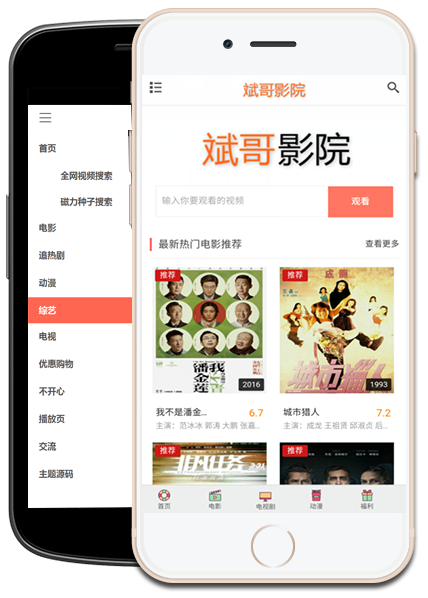 首页
全网视频搜索
磁力种子搜索
电影
追热剧
动漫
综艺
电视
优惠购物
不开心
播放页
交流
主题源码
斌哥影院
斌哥影院
输入你要观看的视频
观看
最新热门电影推荐
查看更多
推荐
我不是潘金莲
2016
我不是潘金...
6.7
主演：范冰冰 郭涛 大鹏 张嘉...
推荐
城市猎人
1993
城市猎人
7.2
主演：成龙 王祖贤 邱淑贞 后...
推荐
推荐
首页
电影
电视剧
动漫
福利